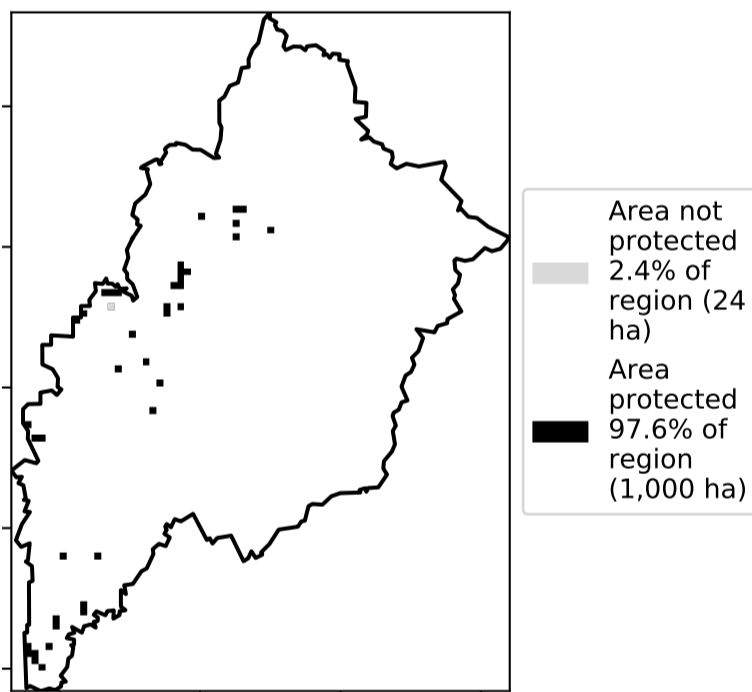 Area not
protected
2.4% of
region (24
ha)
Area
protected
97.6% of
region
(1,000 ha)